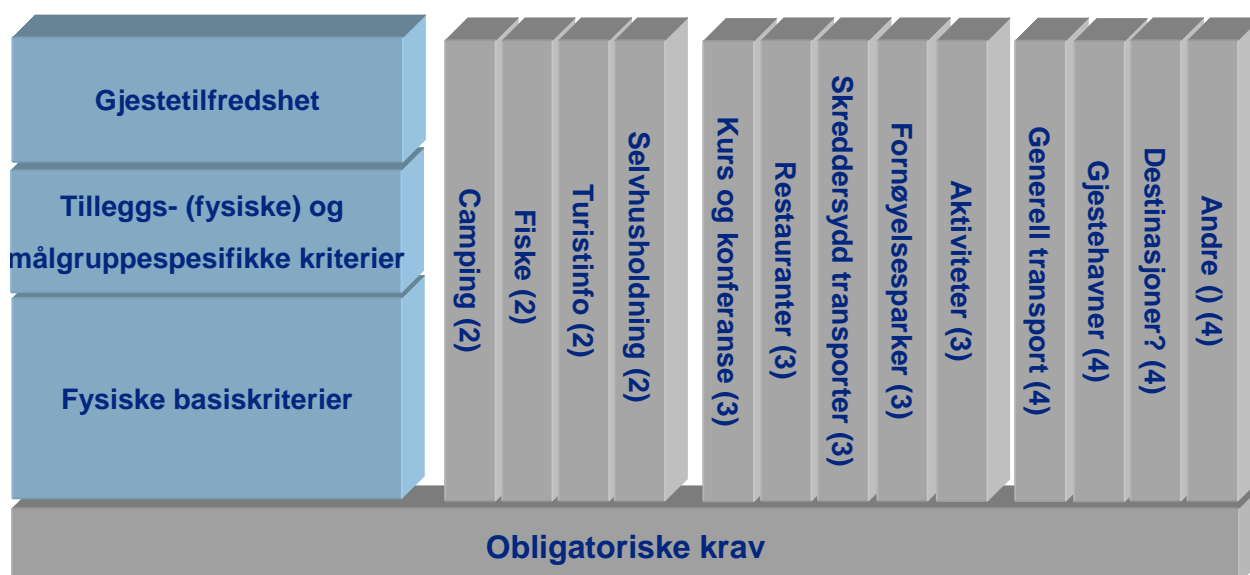 Gjestetilfredshet
Tilleggs- (fysiske) og
målgruppespesifikke kriterier
Fysiske basiskriterier
Camping (2)
Fiske (2)
Turistinfo (2)
Selvhusholdning (2)
Kurs og konferanse (3)
Restauranter (3)
Skreddersydd transporter (3)
Fornøyelsesparker (3)
Aktiviteter (3)
Generell transport (4)
Gjestehavner (4)
Destinasjoner? (4)
Andre () (4)
Obligatoriske krav